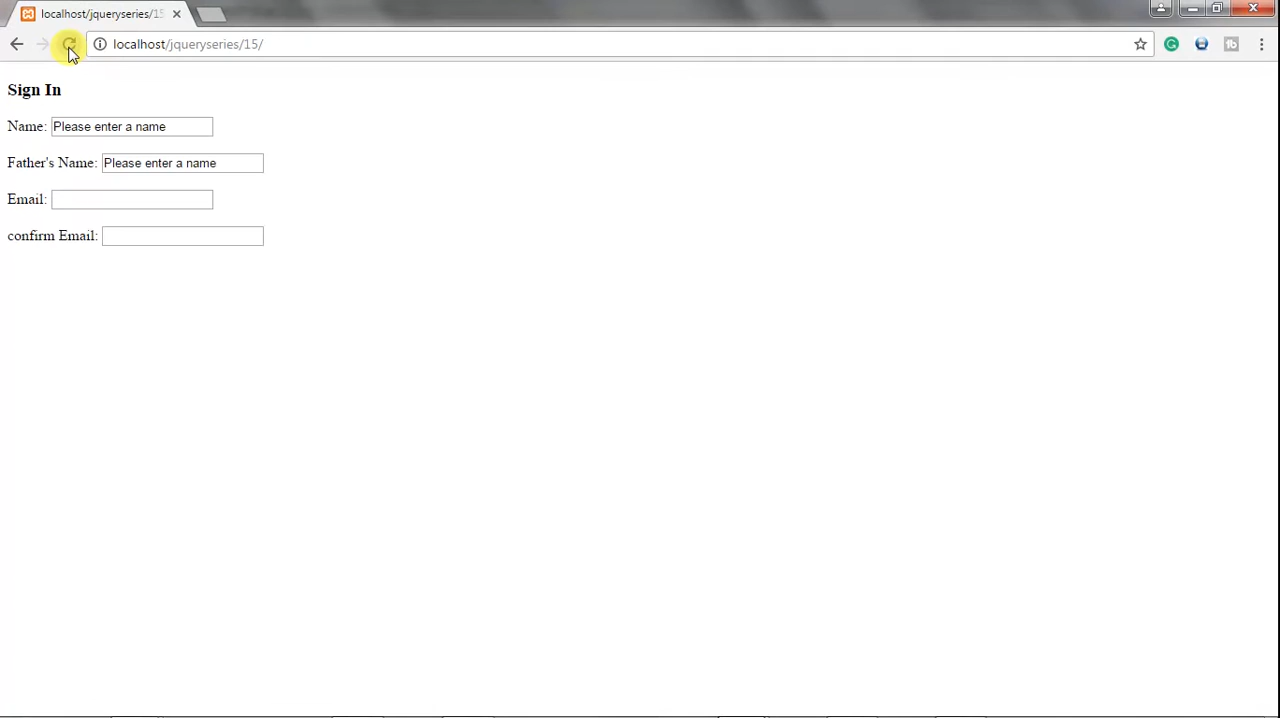 localhost/jqueryseries/15
localhost/jqueryseries/15/
Sign In
Name: Please enter a name
Father's Name: Please enter a name
Email:
confirm Email: